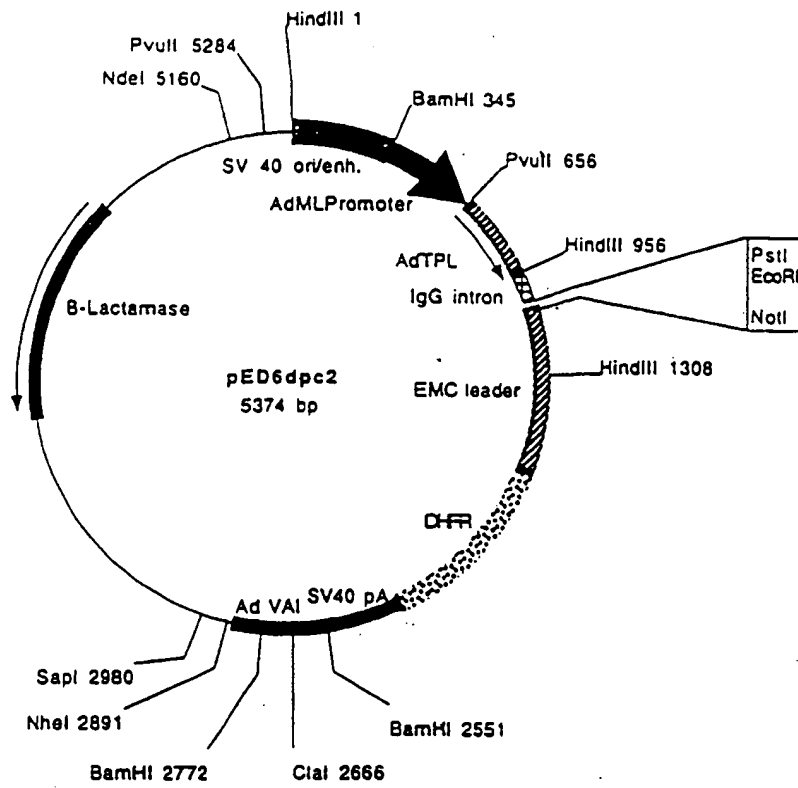 HindIII 1
PvuII 5284
NdeI 5160
BamHI 345
SV 40 ori/enh.
PvuII 656
AdMLPromoter
HindIII 956
AdTPL
PstI
EcoRI
IgG intron
NotI
B-Lactamase
HindIII 1308
pED6dpc2
EMC leader
5374 bp
DHFR
Ad VAI
SV40 pA
SapI 2980
NheI 2891
BamHI 2551
BamHI 2772
ClaI 2666